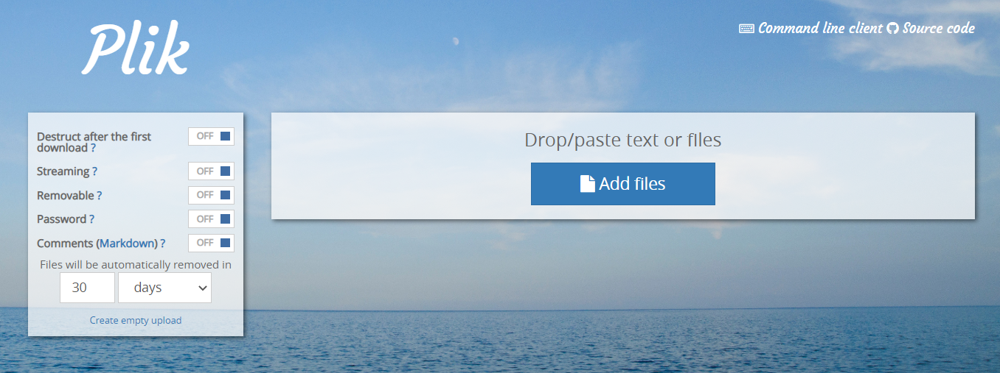 Plik
Command line client Source code
Destruct after the first
download ?
OFF
Streaming ?
OFF
Removable ?
OFF
Password ?
OFF
Comments (Markdown) ?
OFF
Files will be automatically removed in
30 days
Create empty upload
Drop/paste text or files
Add files